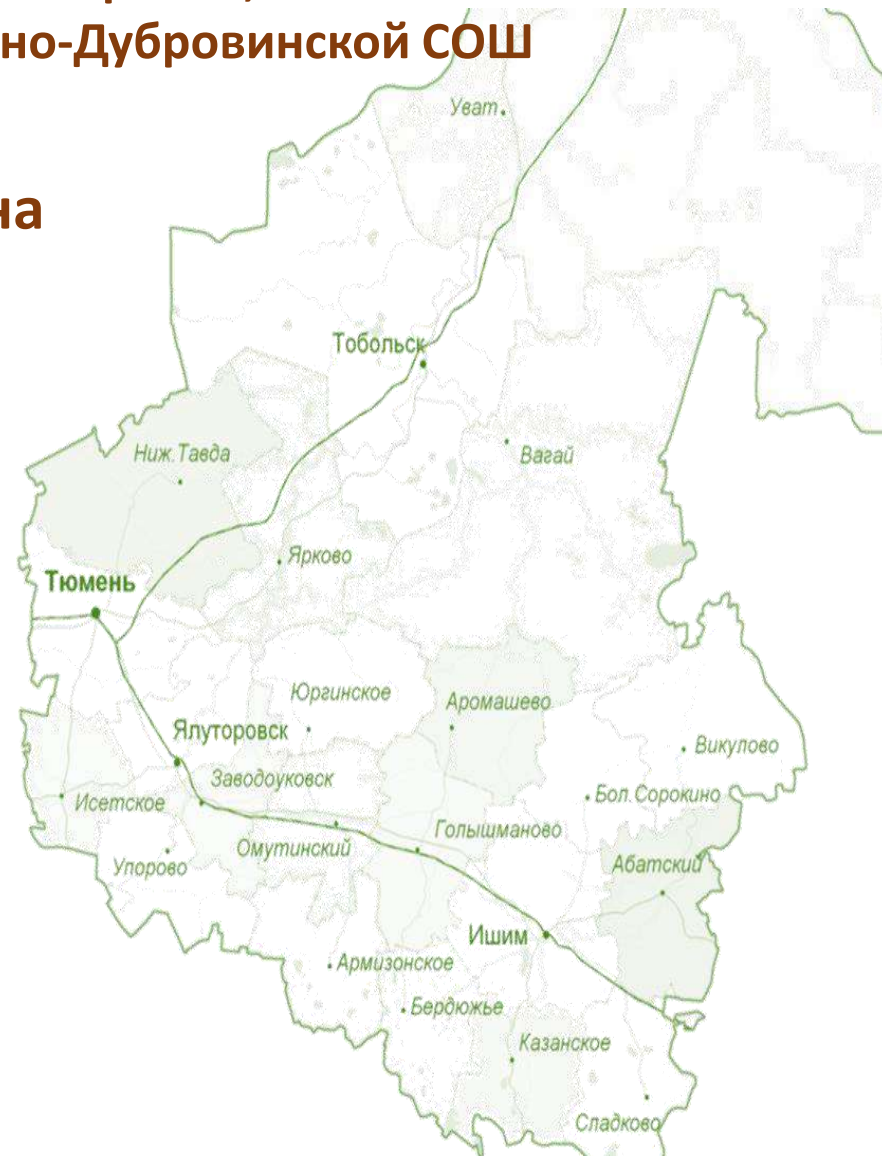 но-Дубровинской СОШ
на
Уват
Тобольск
Ниж.Тавда
Вагай
Ярково
Тюмень
Юргинское
Аромашево
Ялуторовск
Викулово
Заводоуковск
Исетское
Бол.Сорокино
Голышманово
Омутинский
Упорово
Абатский
Ишим
Армизонское
Бердюжье
Казанское
Сладково